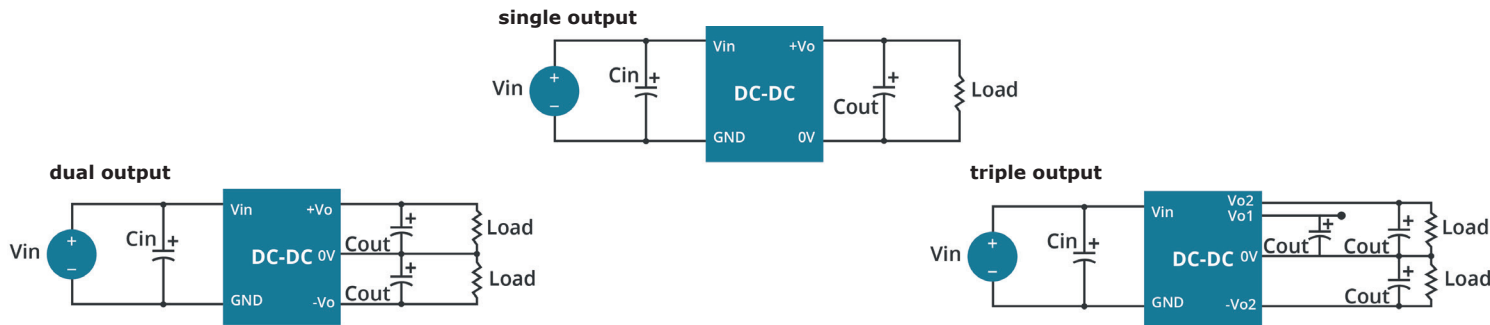 single output
Vin
Cin
+
Vin
+Vo
DC-DC
GND
0V
+
Cout
Load
+
−
dual output
Vin
+
−
Cin
+
Vin
+Vo
DC-DC
0V
GND
-Vo
+
Cout
Load
+
Cout
Load
triple output
Vin
+
−
Cin
+
Vin
Vo2
Vo1
DC-DC
0V
GND
-Vo2
+
Cout
+
Cout
Load
+
Cout
Load